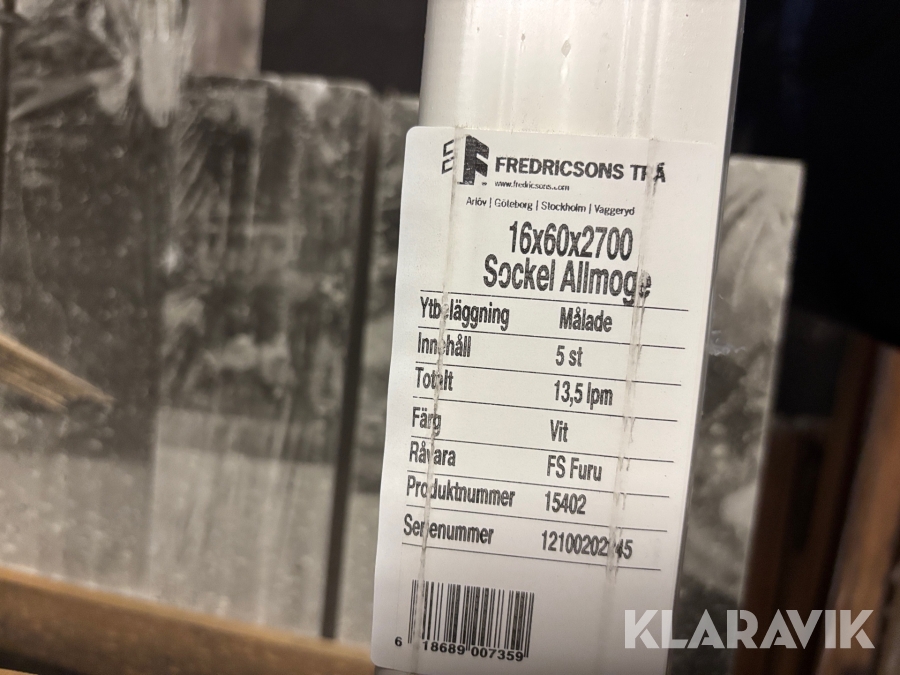 FREDRICSONS TRÄ
www.fredricsons.com
Arlöv | Göteborg | Stockholm | Vaggeryd
16x60x2700
Sockel Allmoge
Ytbeläggning Målade
Innehåll 5 st
Totalt 13,5 lpm
Färg Vit
Råvara FS Furu
Produktnummer 15402
Serienummer
6 18689 007359
KLARAVIK